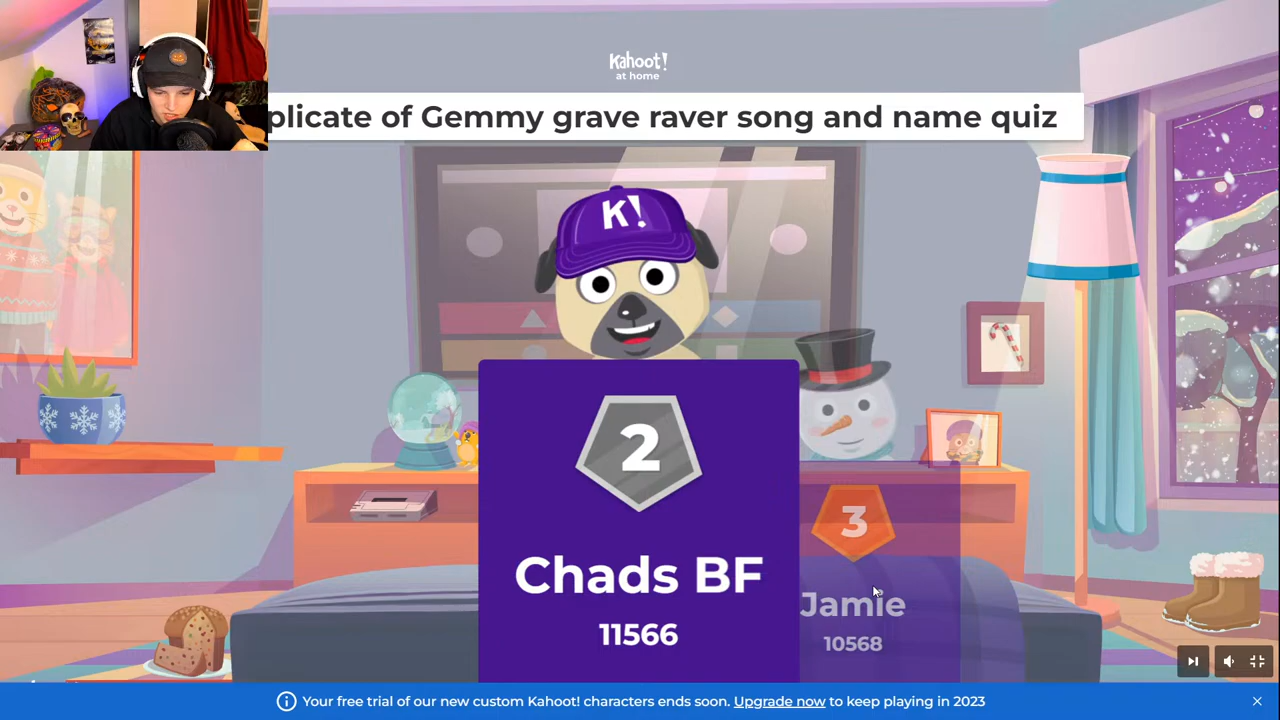 Kahoot!
at home
plicate of Gemmy grave raver song and name quiz
K!
2
Chads BF
11566
3
Jamie
10568
Your free trial of our new custom Kahoot! characters ends soon. Upgrade now to keep playing in 2023